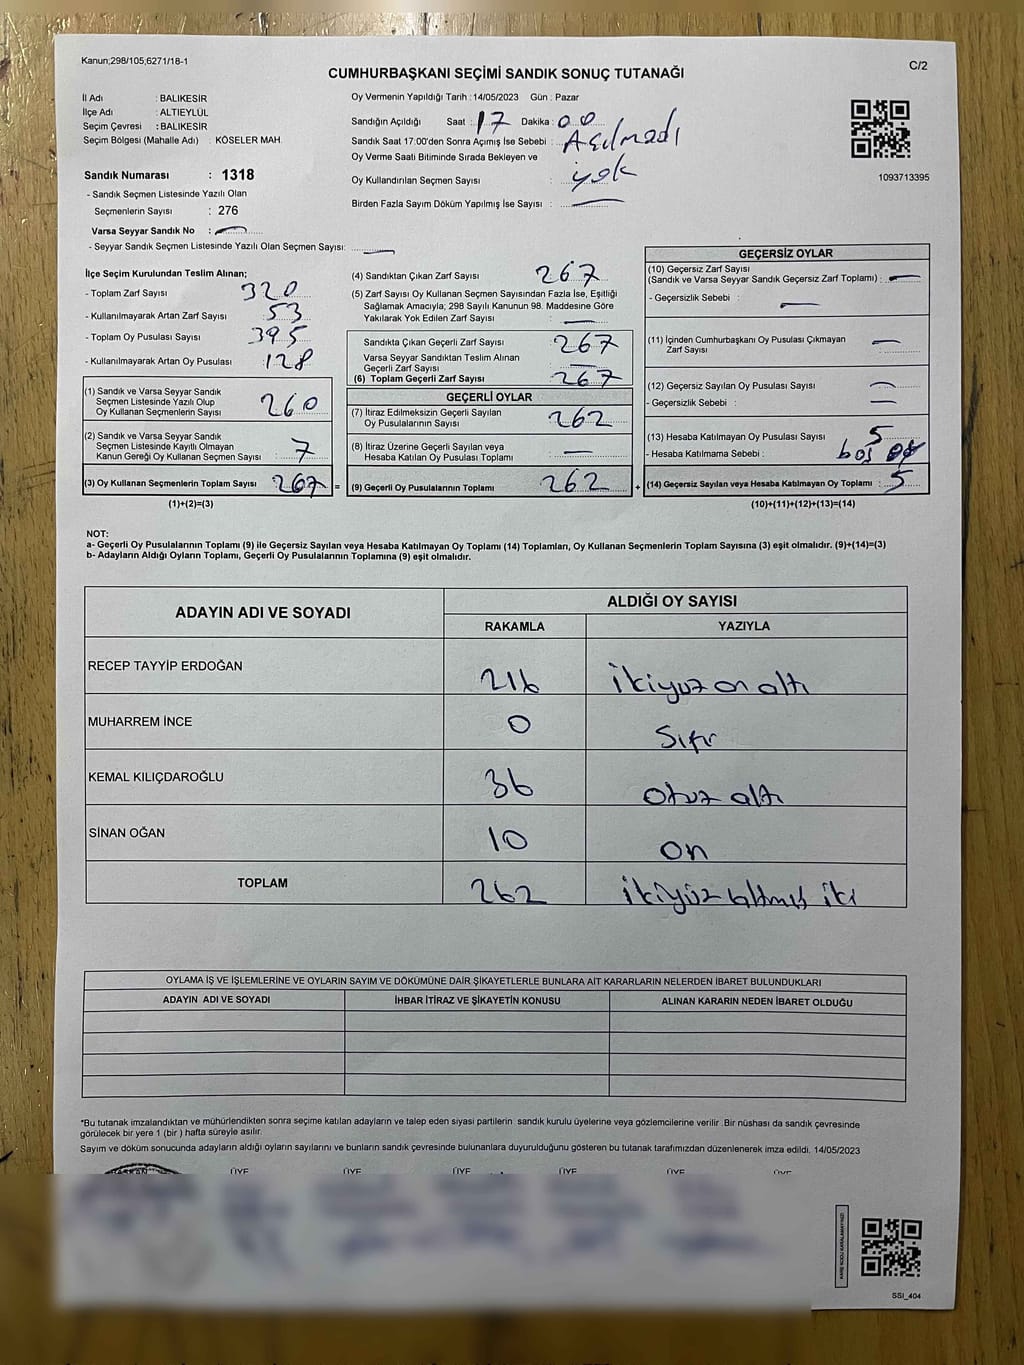 Kanun;298/105;6271/18-1
C/2
CUMHURBAŞKANI SEÇİMİ SANDIK SONUÇ TUTANAĞI
İl Adı : BALIKESİR
İlçe Adı : ALTIEYLÜL
Seçim Çevresi : BALIKESİR
Seçim Bölgesi (Mahalle Adı) : KÖSELER MAH.
Sandık Numarası : 1318
- Sandık Seçmen Listesinde Yazılı Olan
Seçmenlerin Sayısı : 276
Varsa Seyyar Sandık No : —
- Seyyar Sandık Seçmen Listesinde Yazılı Olan Seçmen Sayısı: —
Oy Vermenin Yapıldığı Tarih : 14/05/2023 Gün : Pazar
Sandığın Açıldığı Saat : 17 Dakika : 00
Sandık Saat 17:00'den Sonra Açımış İse Sebebi : Açılmadı
Oy Verme Saati Bitiminde Sırada Bekleyen ve
Oy Kullandırılan Seçmen Sayısı : yok
Birden Fazla Sayım Döküm Yapılmış İse Sayısı : —
1093713395
İlçe Seçim Kurulundan Teslim Alınan;
- Toplam Zarf Sayısı : 320
- Kullanılmayarak Artan Zarf Sayısı : 53
- Toplam Oy Pusulası Sayısı : 395
- Kullanılmayarak Artan Oy Pusulası : 128
(1) Sandık ve Varsa Seyyar Sandık
Seçmen Listesinde Yazılı Olup
Oy Kullanan Seçmenlerin Sayısı : 260
(2) Sandık ve Varsa Seyyar Sandık
Seçmen Listesinde Kayıtlı Olmayan
Kanun Gereği Oy Kullanan Seçmen Sayısı : 7
(3) Oy Kullanan Seçmenlerin Toplam Sayısı : 267 =
(1)+(2)=(3)
(4) Sandıktan Çıkan Zarf Sayısı : 267
(5) Zarf Sayısı Oy Kullanan Seçmen Sayısından Fazla İse, Eşitliği
Sağlamak Amacıyla; 298 Sayılı Kanunun 98. Maddesine Göre
Yakılarak Yok Edilen Zarf Sayısı : —
Sandıkta Çıkan Geçerli Zarf Sayısı : 267
Varsa Seyyar Sandıktan Teslim Alınan
Geçerli Zarf Sayısı : —
(6) Toplam Geçerli Zarf Sayısı : 267
GEÇERLİ OYLAR
(7) İtiraz Edilmeksizin Geçerli Sayılan
Oy Pusulalarının Sayısı : 262
(8) İtiraz Üzerine Geçerli Sayılan veya
Hesaba Katılan Oy Pusulası Toplamı : —
(9) Geçerli Oy Pusulalarının Toplamı : 262 +
GEÇERSİZ OYLAR
(10) Geçersiz Zarf Sayısı
(Sandık ve Varsa Seyyar Sandık Geçersiz Zarf Toplamı) : —
- Geçersizlik Sebebi : —
(11) İçinden Cumhurbaşkanı Oy Pusulası Çıkmayan
Zarf Sayısı : —
(12) Geçersiz Sayılan Oy Pusulası Sayısı : —
- Geçersizlik Sebebi : —
(13) Hesaba Katılmayan Oy Pusulası Sayısı : 5
- Hesaba Katılmama Sebebi : boş oy
(14) Geçersiz Sayılan veya Hesaba Katılmayan Oy Toplamı : 5
(10)+(11)+(12)+(13)=(14)
NOT:
a- Geçerli Oy Pusulalarının Toplamı (9) ile Geçersiz Sayılan veya Hesaba Katılmayan Oy Toplamı (14) Toplamları, Oy Kullanan Seçmenlerin Toplam Sayısına (3) eşit olmalıdır. (9)+(14)=(3)
b- Adayların Aldığı Oyların Toplamı, Geçerli Oy Pusulalarının Toplamına (9) eşit olmalıdır.
ADAYIN ADI VE SOYADI ALDIĞI OY SAYISI
RAKAMLA YAZIYLA
RECEP TAYYİP ERDOĞAN 216 ikiyüz on altı
MUHARREM İNCE 0 Sıfır
KEMAL KILIÇDAROĞLU 36 otuz altı
SİNAN OĞAN 10 on
TOPLAM 262 ikiyüz altmış iki
OYLAMA İŞ VE İŞLEMLERİNE VE OYLARIN SAYIM VE DÖKÜMÜNE DAİR ŞİKAYETLERLE BUNLARA AİT KARARLARIN NELERDEN İBARET BULUNDUKLARI
ADAYIN ADI VE SOYADI İHBAR İTİRAZ VE ŞİKAYETİN KONUSU ALINAN KARARIN NEDEN İBARET OLDUĞU
*Bu tutanak imzalandıktan ve mühürlendikten sonra seçime katılan adayların ve talep eden siyasi partilerin sandık kurulu üyelerine veya gözlemcilerine verilir. Bir nüshası da sandık çevresinde
görülecek bir yere 1 (bir ) hafta süreyle asılır.
Sayım ve döküm sonucunda adayların aldığı oyların sayılarını ve bunların sandık çevresinde bulunanlara duyurulduğunu gösteren bu tutanak tarafımızdan düzenlenerek imza edildi. 14/05/2023
BAŞKAN ÜYE ÜYE ÜYE ÜYE ÜYE ÜYE
KARE KODU KARALAMAYINIZ!
SSI_404